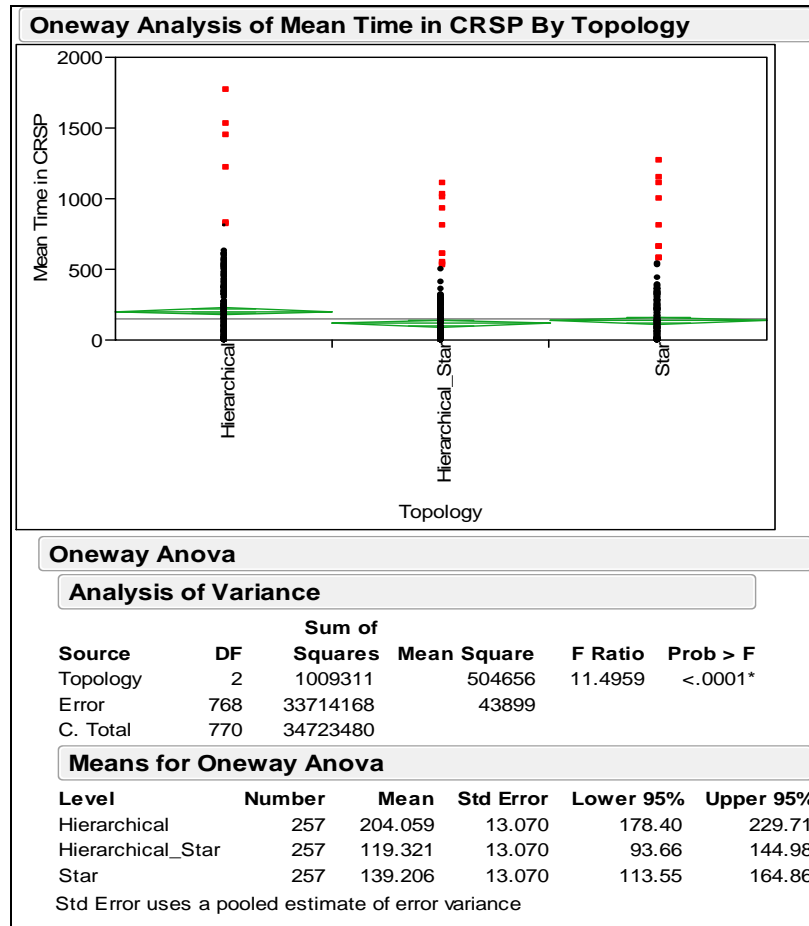 Oneway Analysis of Mean Time in CRSP By Topology
2000
1500
1000
500
0
Mean Time in CRSP
Hierarchical
Hierarchical_Star
Star
Topology
Oneway Anova
Analysis of Variance
Sum of
Source DF Squares Mean Square F Ratio Prob > F
Topology 2 1009311 504656 11.4959 <.0001*
Error 768 33714168 43899
C. Total 770 34723480
Means for Oneway Anova
Level Number Mean Std Error Lower 95% Upper 95%
Hierarchical 257 204.059 13.070 178.40 229.71
Hierarchical_Star 257 119.321 13.070 93.66 144.98
Star 257 139.206 13.070 113.55 164.86
Std Error uses a pooled estimate of error variance